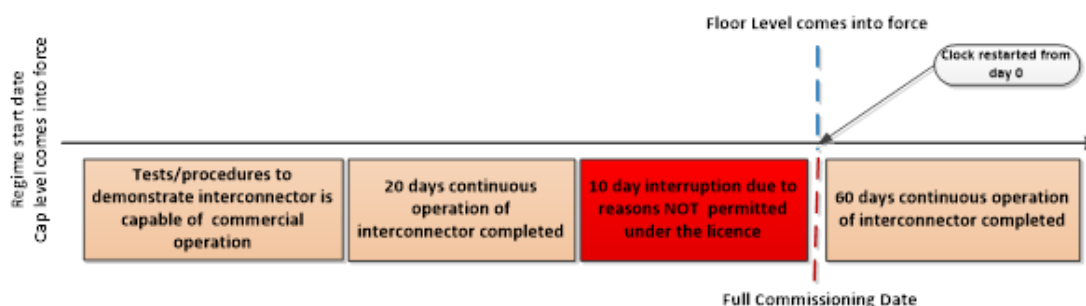 Floor Level comes into force
Clock restarted from
day 0
Regime start date
Cap level comes into force
Tests/procedures to
demonstrate interconnector is
capable of commercial
operation
20 days continuous
operation of
interconnector completed
10 day interruption due to
reasons NOT permitted
under the licence
60 days continuous operation
of interconnector completed
Full Commissioning Date